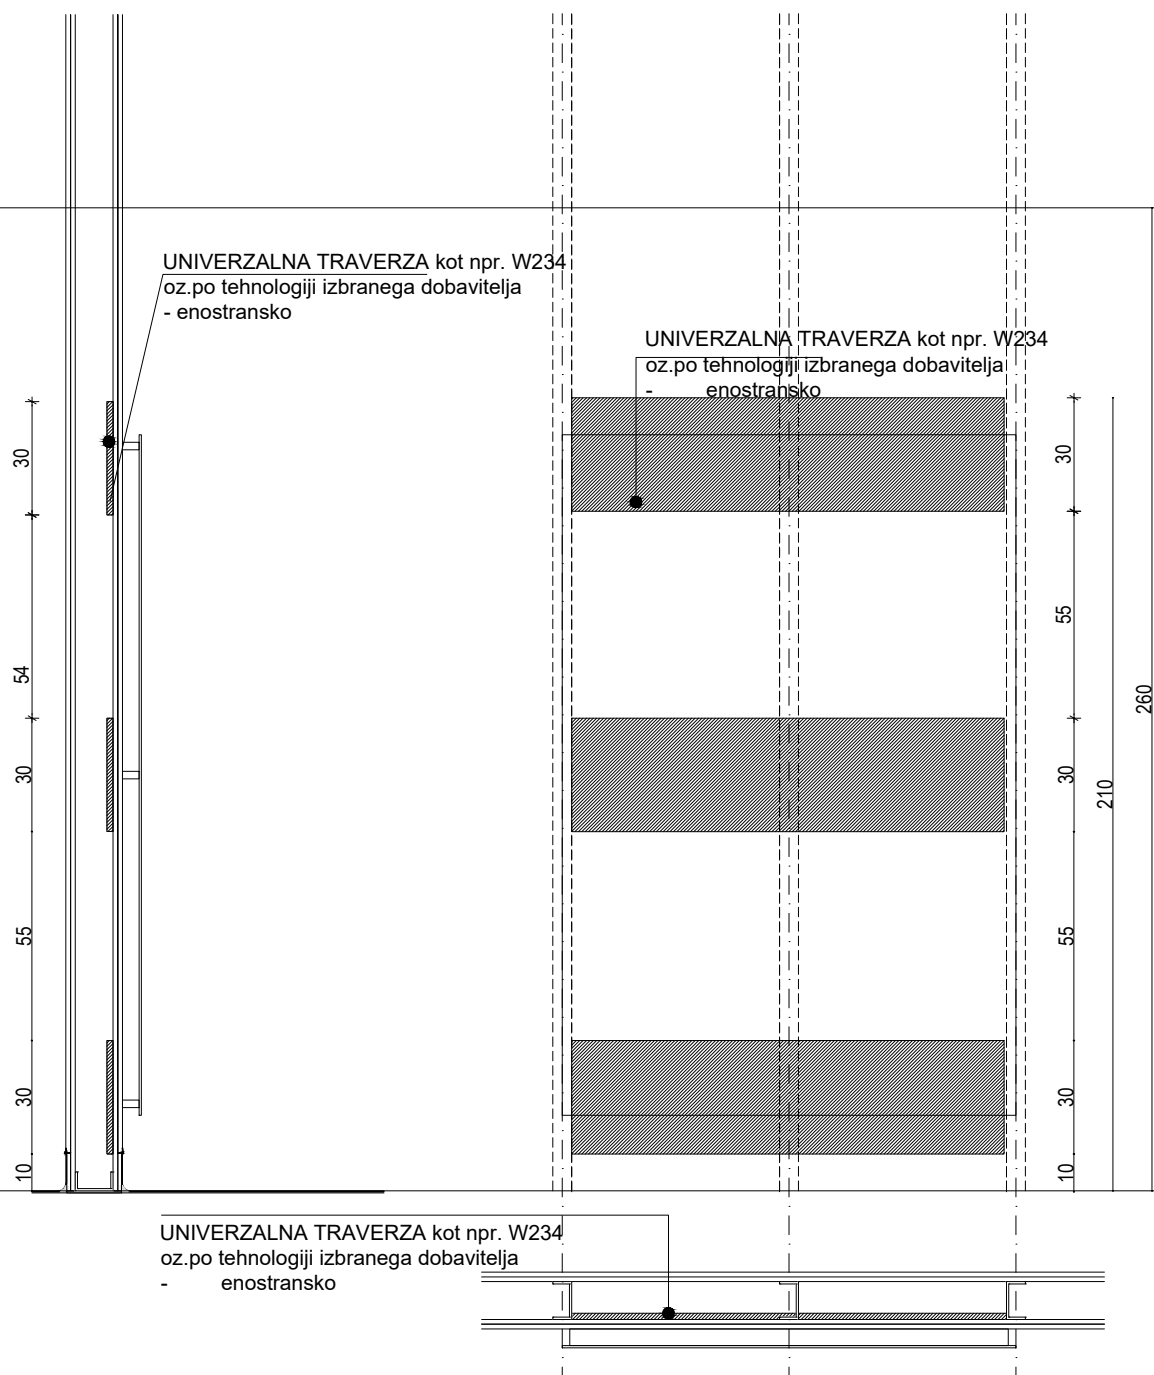 UNIVERZALNA TRAVERZA kot npr. W234
oz.po tehnologiji izbranega dobavitelja
- enostransko
UNIVERZALNA TRAVERZA kot npr. W234
oz.po tehnologiji izbranega dobavitelja
- enostransko
30
54
30
55
30
10
30
55
30
55
30
10
210
260
UNIVERZALNA TRAVERZA kot npr. W234
oz.po tehnologiji izbranega dobavitelja
- enostransko